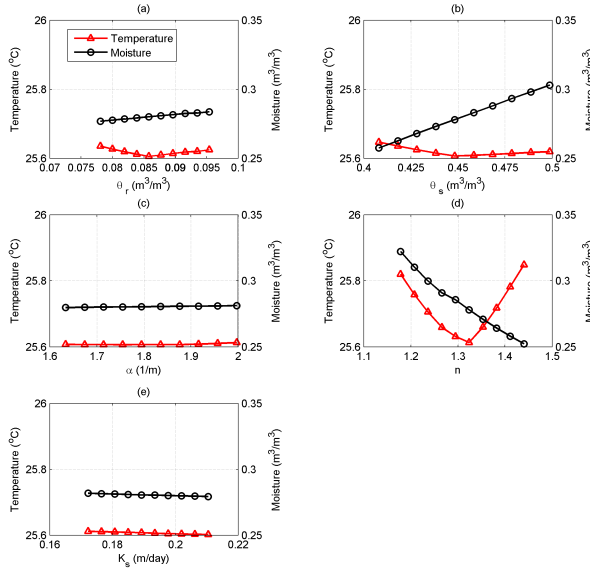 (a)
26
0.35
Temperature
Moisture
Temperature (°C)
25.8
0.3
Moisture (m³/m³)
25.6
0.25
0.07 0.075 0.08 0.085 0.09 0.095 0.1
θr (m³/m³)
(b)
26
0.35
Temperature (°C)
25.8
0.3
Moisture (m³/m³)
25.6
0.25
0.4 0.425 0.45 0.475 0.5
θs (m³/m³)
(c)
26
0.35
Temperature (°C)
25.8
0.3
Moisture (m³/m³)
25.6
0.25
1.6 1.7 1.8 1.9 2
α (1/m)
(d)
26
0.35
Temperature (°C)
25.8
0.3
Moisture (m³/m³)
25.6
0.25
1.1 1.2 1.3 1.4 1.5
n
(e)
26
0.35
Temperature (°C)
25.8
0.3
Moisture (m³/m³)
25.6
0.25
0.16 0.18 0.2 0.22
Ks (m/day)